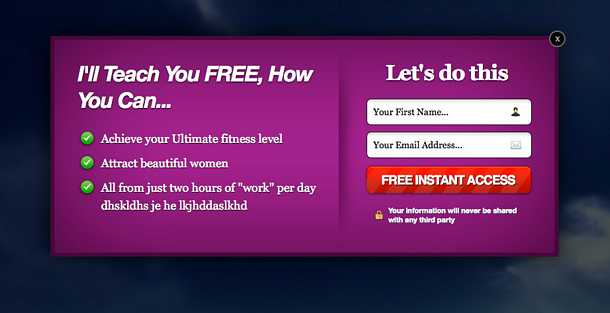 I'll Teach You FREE, How
You Can...
Achieve your Ultimate fitness level
Attract beautiful women
All from just two hours of "work" per day
dhskldhs je he lkjhddaslkhd
x
Let's do this
Your First Name...
Your Email Address...
FREE INSTANT ACCESS
Your information will never be shared
with any third party